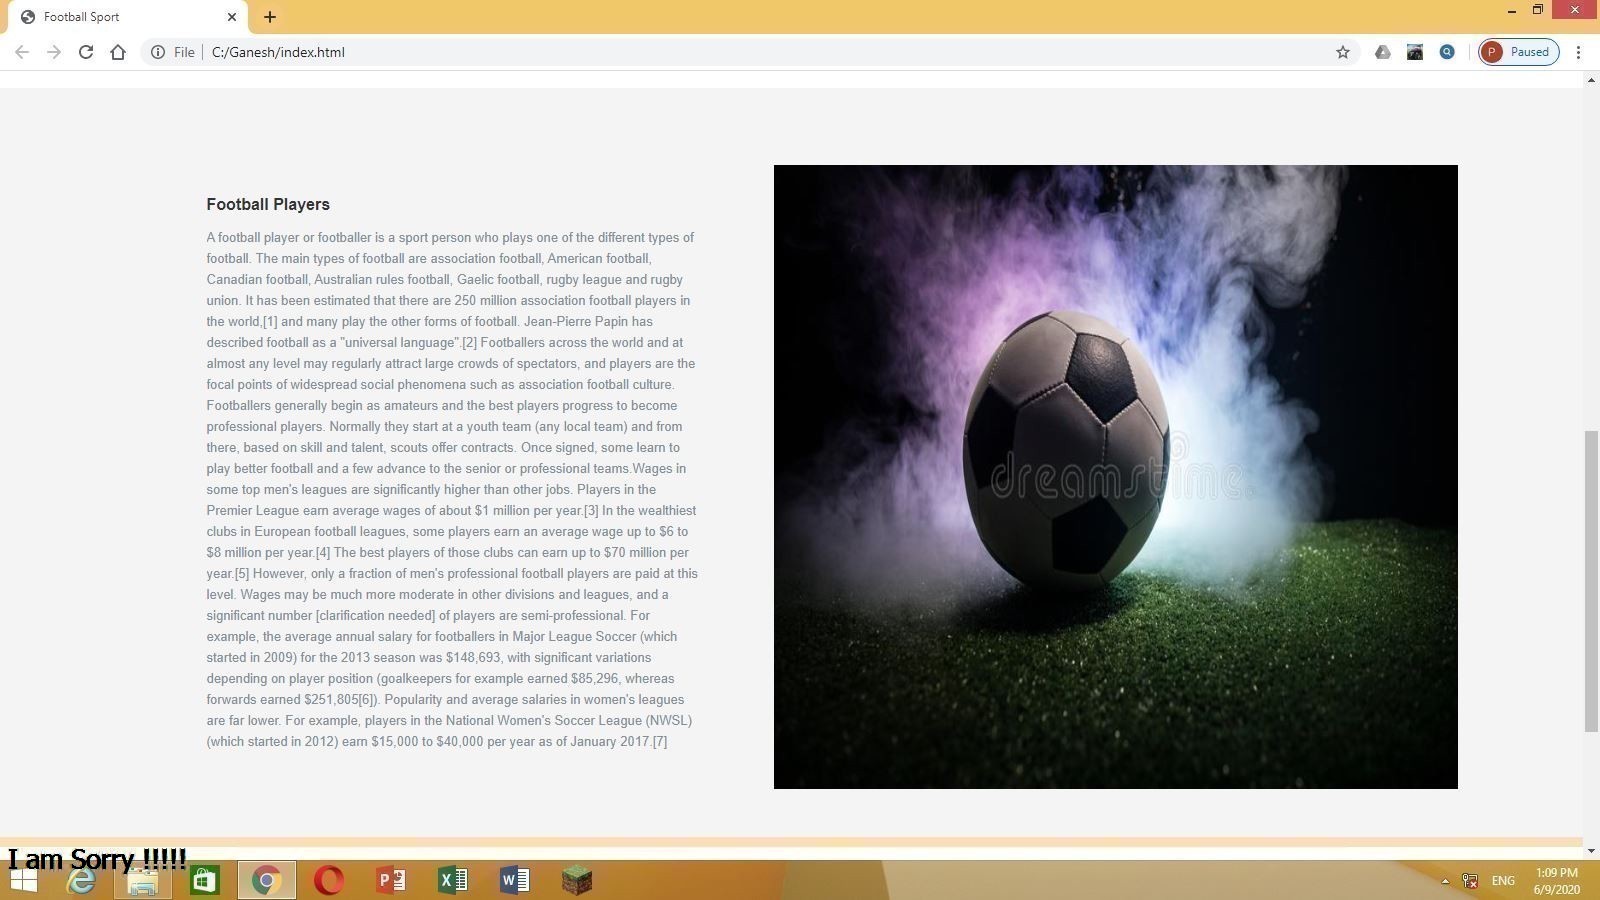 Football Sport
File
C:/Ganesh/index.html
P
Paused
Football Players
A football player or footballer is a sport person who plays one of the different types of
football. The main types of football are association football, American football,
Canadian football, Australian rules football, Gaelic football, rugby league and rugby
union. It has been estimated that there are 250 million association football players in
the world,[1] and many play the other forms of football. Jean-Pierre Papin has
described football as a "universal language".[2] Footballers across the world and at
almost any level may regularly attract large crowds of spectators, and players are the
focal points of widespread social phenomena such as association football culture.
Footballers generally begin as amateurs and the best players progress to become
professional players. Normally they start at a youth team (any local team) and from
there, based on skill and talent, scouts offer contracts. Once signed, some learn to
play better football and a few advance to the senior or professional teams.Wages in
some top men's leagues are significantly higher than other jobs. Players in the
Premier League earn average wages of about $1 million per year.[3] In the wealthiest
clubs in European football leagues, some players earn an average wage up to $6 to
$8 million per year.[4] The best players of those clubs can earn up to $70 million per
year.[5] However, only a fraction of men's professional football players are paid at this
level. Wages may be much more moderate in other divisions and leagues, and a
significant number [clarification needed] of players are semi-professional. For
example, the average annual salary for footballers in Major League Soccer (which
started in 2009) for the 2013 season was $148,693, with significant variations
depending on player position (goalkeepers for example earned $85,296, whereas
forwards earned $251,805[6]). Popularity and average salaries in women's leagues
are far lower. For example, players in the National Women's Soccer League (NWSL)
(which started in 2012) earn $15,000 to $40,000 per year as of January 2017.[7]
dreamstime.
I am Sorry !!!!!
ENG
1:09 PM
6/9/2020